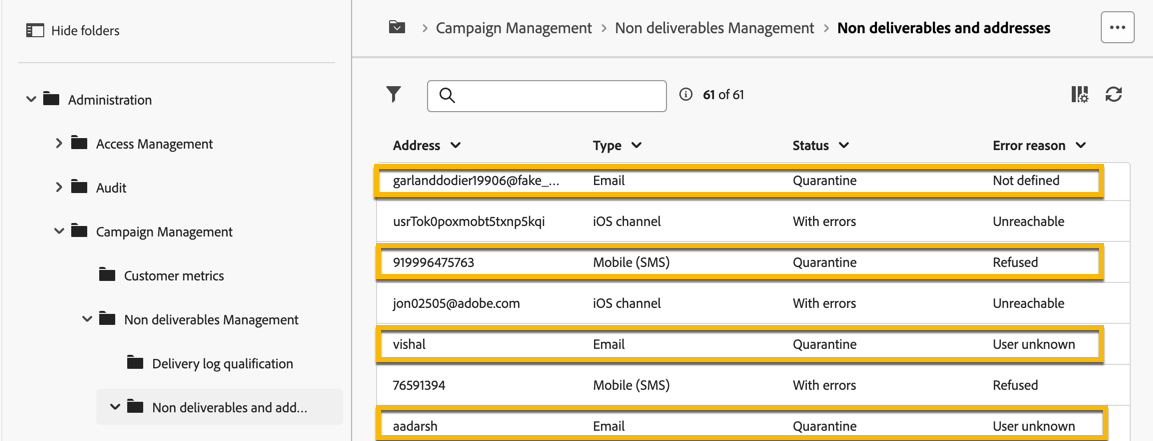 Hide folders
Administration
Access Management
Audit
Campaign Management
Customer metrics
Non deliverables Management
Delivery log qualification
Non deliverables and add...
Campaign Management > Non deliverables Management > Non deliverables and addresses
61 of 61
Address Type Status Error reason
garlanddodier19906@fake_... Email Quarantine Not defined
usrTok0poxmobt5txnp5kqi iOS channel With errors Unreachable
919996475763 Mobile (SMS) Quarantine Refused
jon02505@adobe.com iOS channel With errors Unreachable
vishal Email Quarantine User unknown
76591394 Mobile (SMS) With errors Refused
aadarsh Email Quarantine User unknown